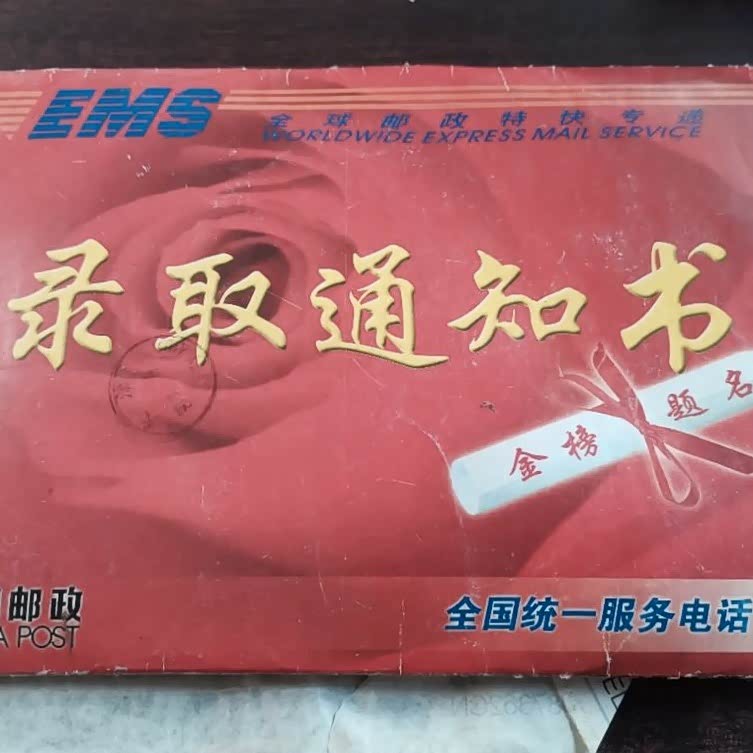 EMS
全球邮政特快专递
WORLDWIDE EXPRESS MAIL SERVICE
录取通知书
金榜题名
邮政
A POST
全国统一服务电话